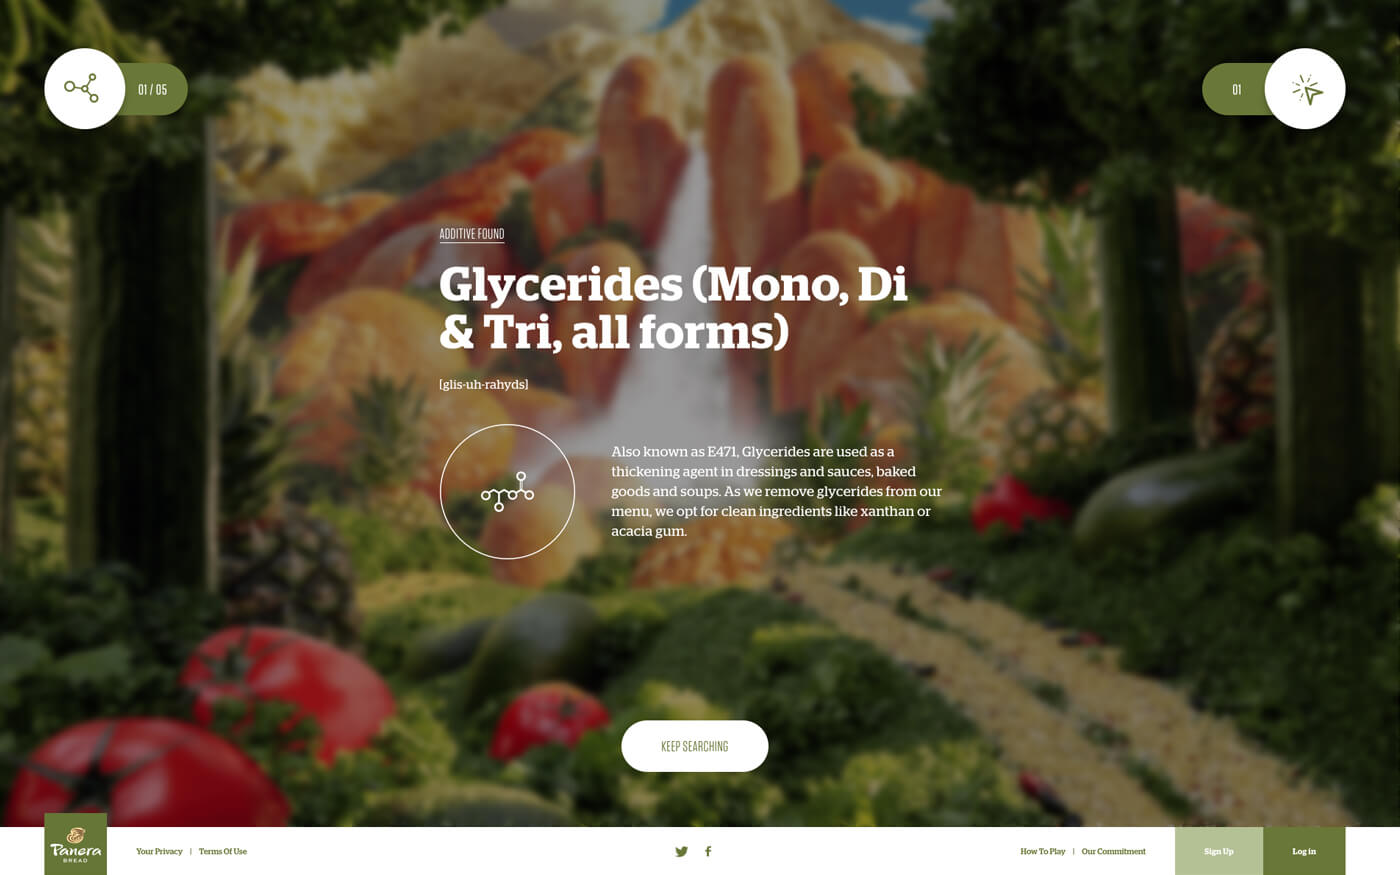 01 / 05
01
ADDITIVE FOUND
Glycerides (Mono, Di
& Tri, all forms)
[glis-uh-rahyds]
Also known as E471, Glycerides are used as a
thickening agent in dressings and sauces, baked
goods and soups. As we remove glycerides from our
menu, we opt for clean ingredients like xanthan or
acacia gum.
KEEP SEARCHING
Panera
BREAD
Your Privacy | Terms Of Use
How To Play | Our Commitment
Sign Up
Log in